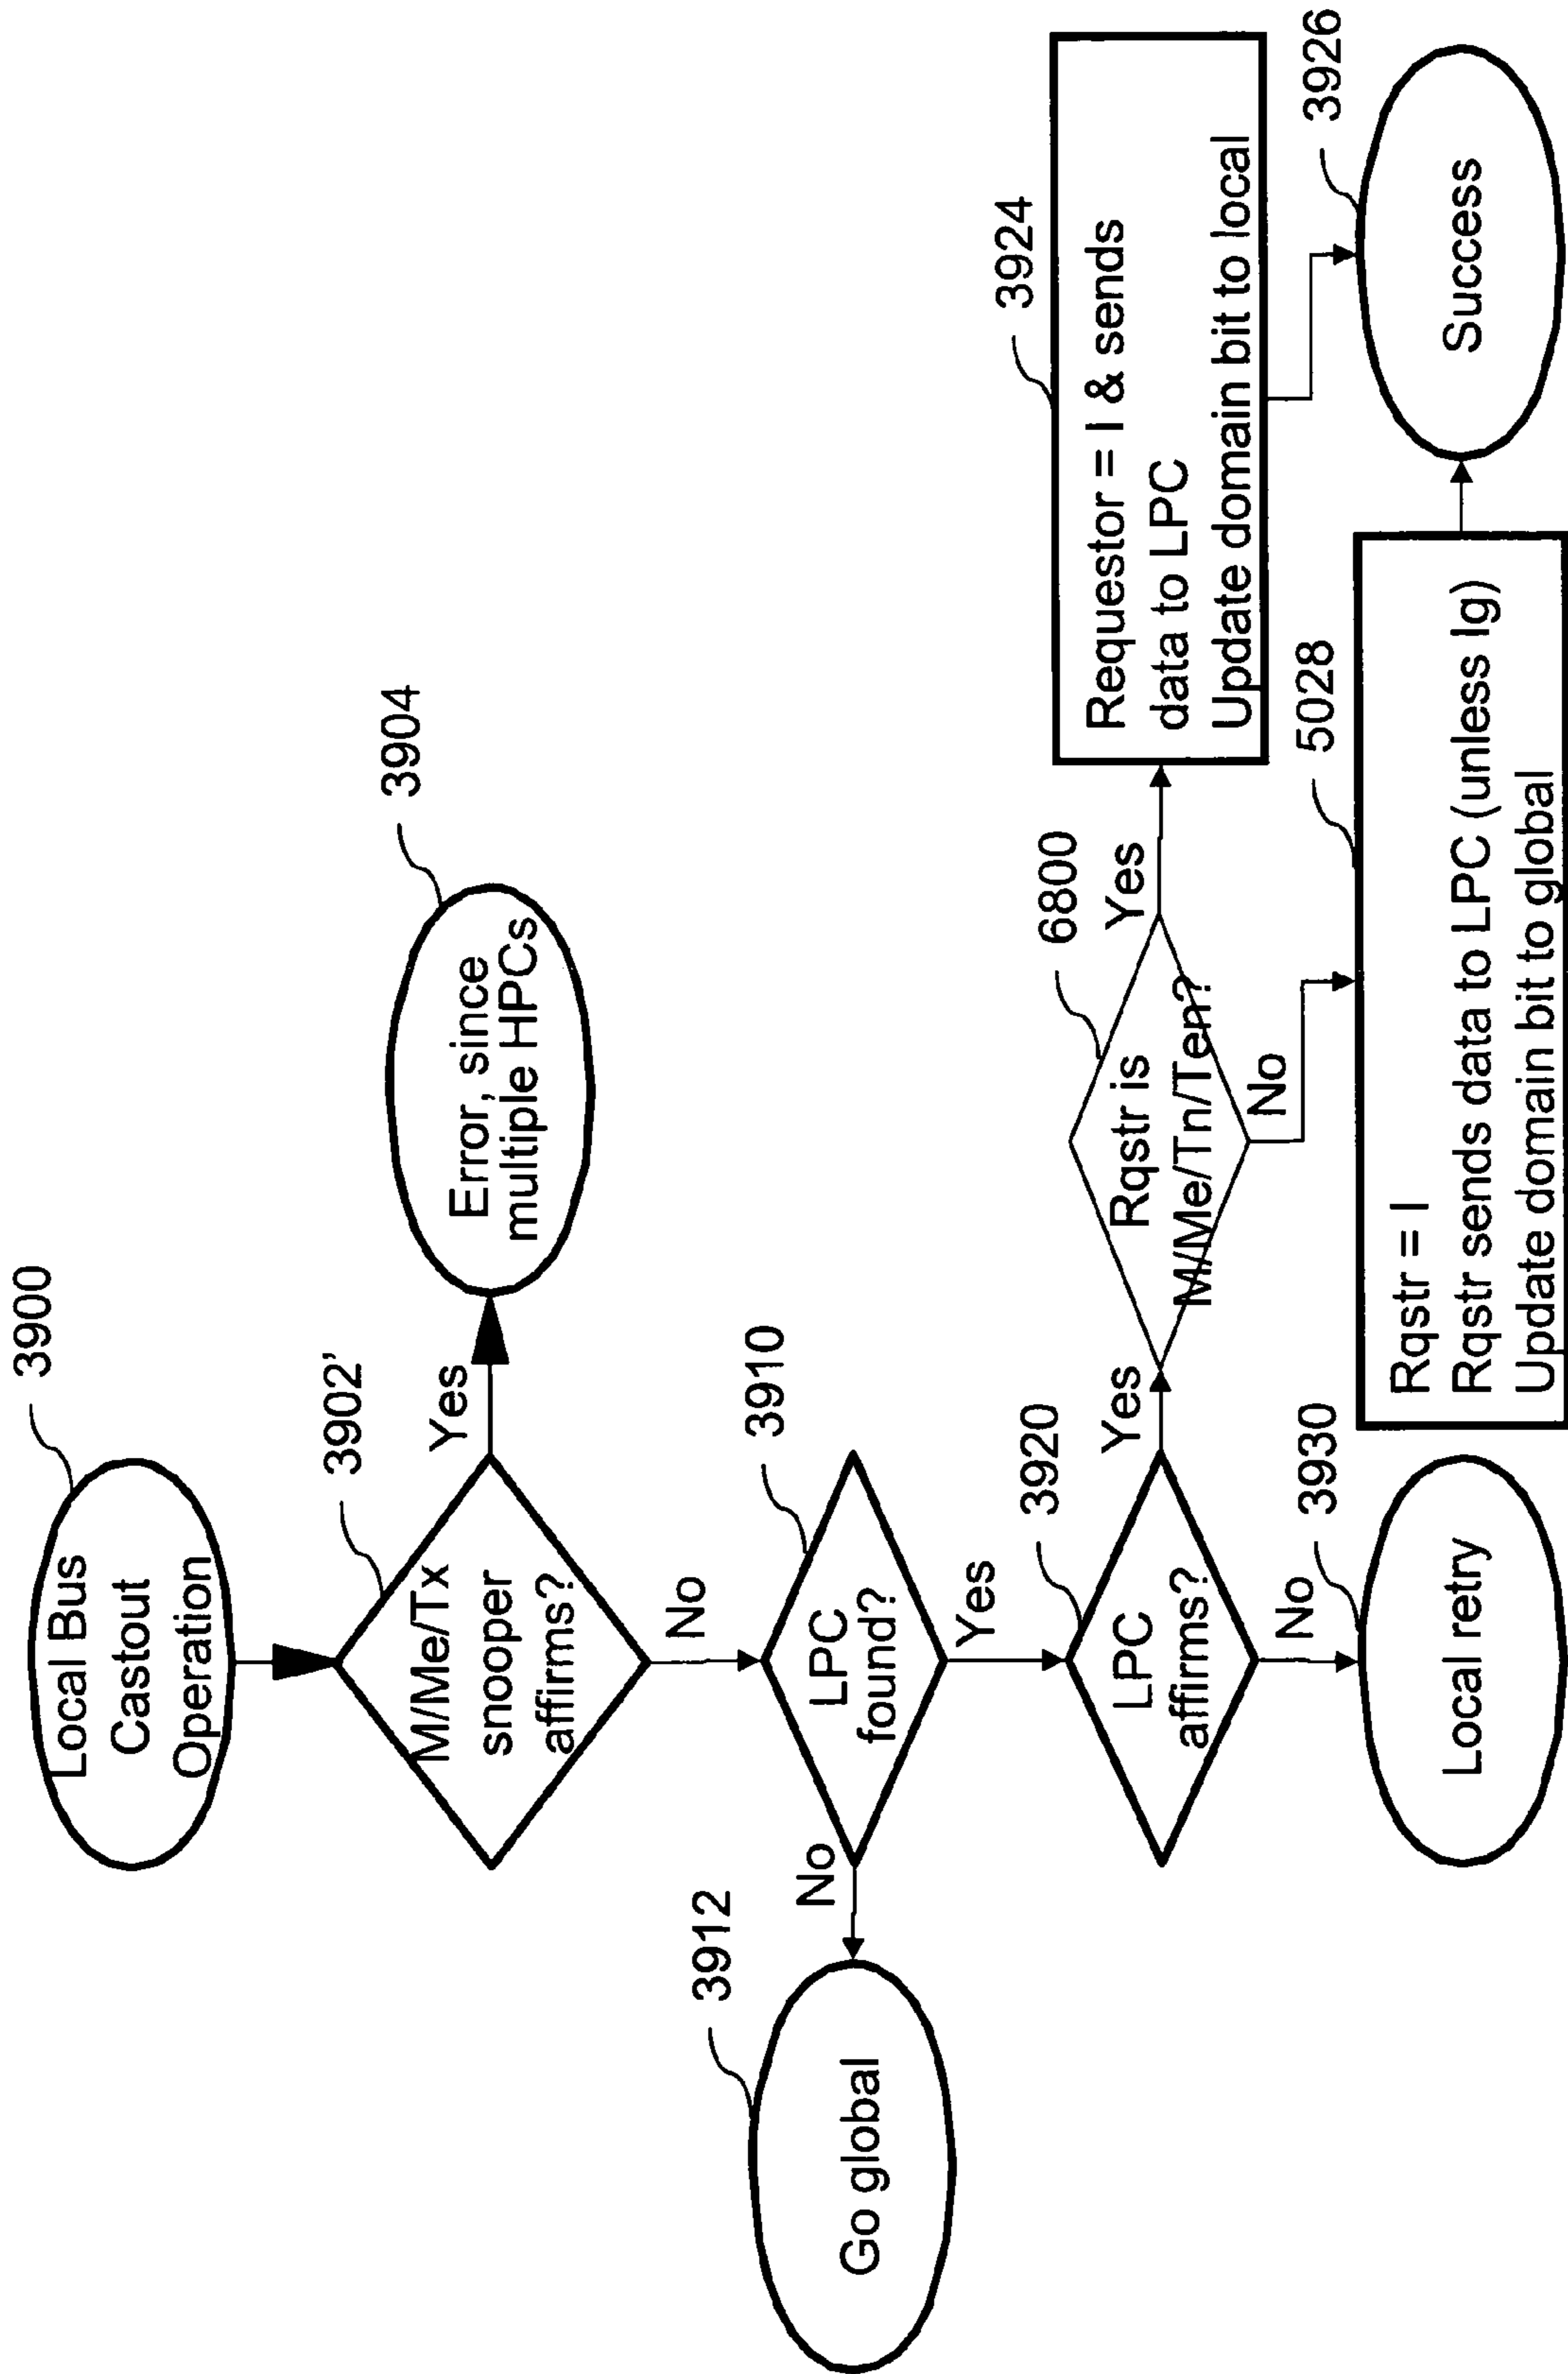 3900
Local Bus
Castout
Operation
3902'
M/Me/Tx
snooper
affirms?
Yes
3904
Error, since
multiple HPCs
No
3910
LPC
found?
No
3912
Go global
Yes
3920
LPC
affirms?
Yes
6800
Rqstr is
M/Me/Tn/Ten?
Yes
3924
Requestor = I & sends
data to LPC
Update domain bit to local
No
3930
Local retry
No
5028
Rqstr = I
Rqstr sends data to LPC (unless Ig)
Update domain bit to global
3926
Success